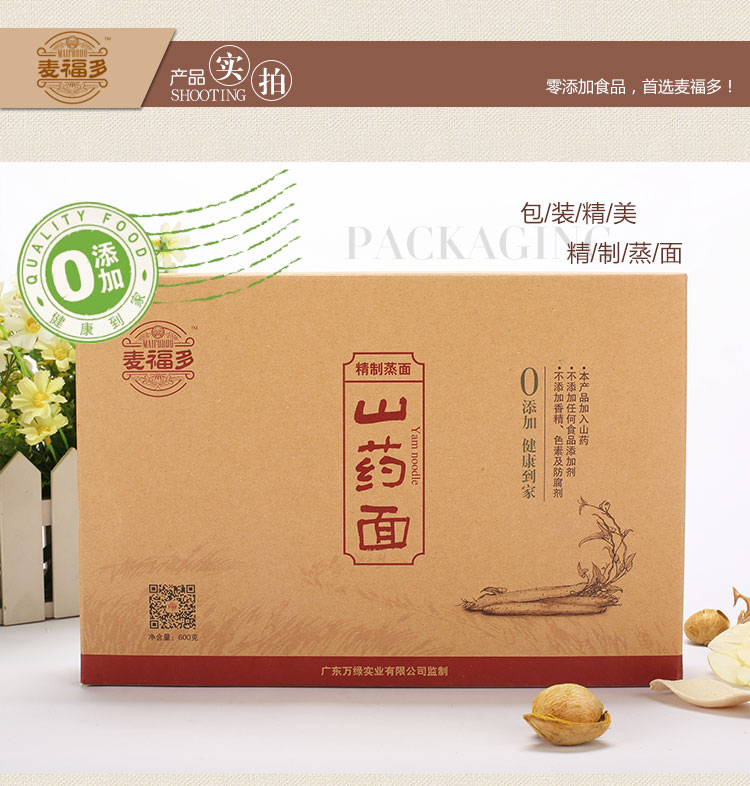 MAIFUDUO
麦福多
TM
产品
SHOOTING
实拍
零添加食品，首选麦福多！
QUALITY FOOD
0添加
健康到家
包/装/精/美
PACKAGING
精/制/蒸/面
MAIFUDUO
麦福多
TM
精制蒸面
山药面
Yam noodle
0添加 健康到家
·本产品加入山药
·不添加任何食品添加剂
·不添加香精、色素及防腐剂
净含量：600克
广东万绿实业有限公司监制